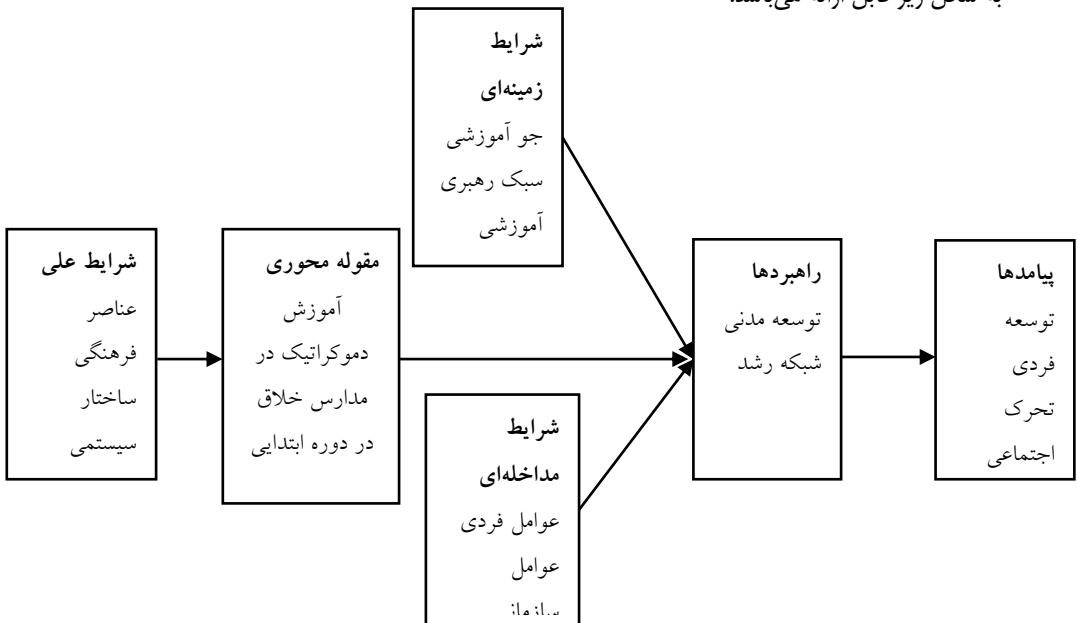 شرایط
زمینه‌ای
جو آموزشی
سبک رهبری
آموزشی
شرایط علی
عناصر
فرهنگی
ساختار
سیستمی
مقوله محوری
آموزش
دموکراتیک در
مدارس خلاق
در دوره ابتدایی
شرایط
مداخله‌ای
عوامل فردی
عوامل
راهبردها
توسعه مدنی
شبکه رشد
پیامدها
توسعه
فردی
تحرک
اجتماعی